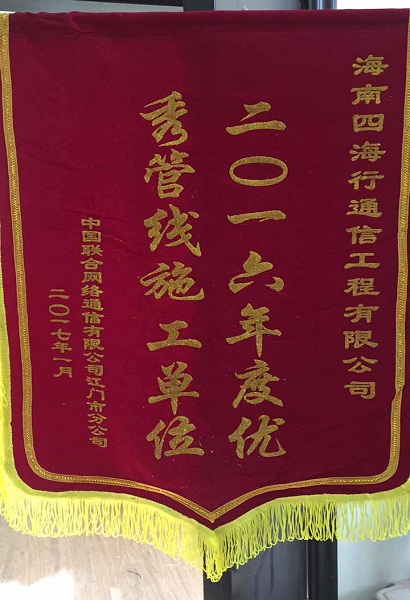 海南四海行通信工程有限公司
二〇一六年度优
秀管线施工单位
中国联合网络通信有限公司江门市分公司
二〇一七年一月